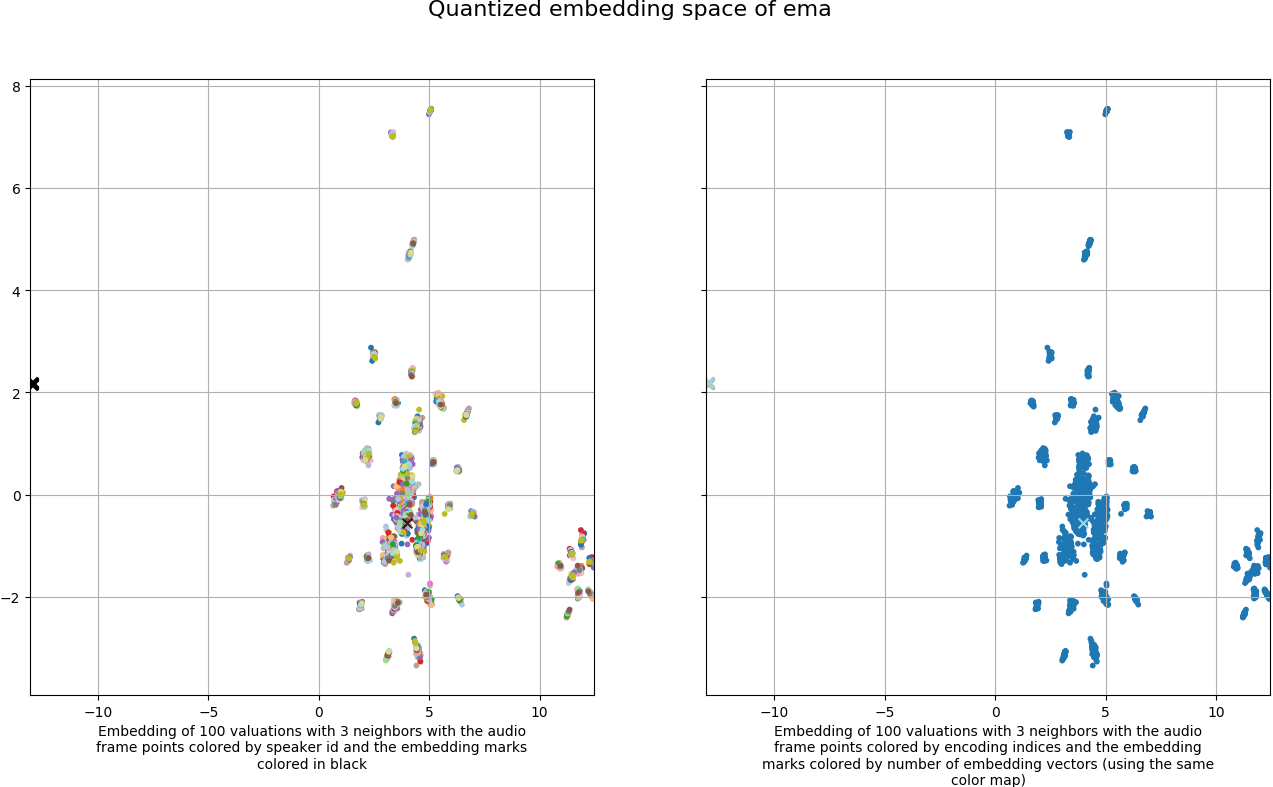 Quantized embedding space of ema
8
6
4
2
0
−2
−10 −5 0 5 10
−10 −5 0 5 10
Embedding of 100 valuations with 3 neighbors with the audio
frame points colored by speaker id and the embedding marks
colored in black
Embedding of 100 valuations with 3 neighbors with the audio
frame points colored by encoding indices and the embedding
marks colored by number of embedding vectors (using the same
color map)